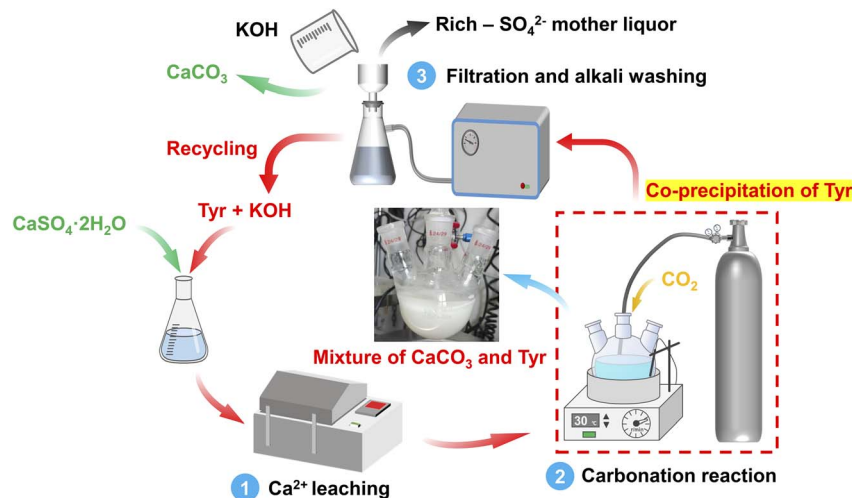 KOH
Rich – SO₄²⁻ mother liquor
CaCO₃
3 Filtration and alkali washing
Recycling
Co-precipitation of Tyr
Tyr + KOH
CaSO₄·2H₂O
CO₂
Mixture of CaCO₃ and Tyr
30 ℃
1 Ca²⁺ leaching
2 Carbonation reaction